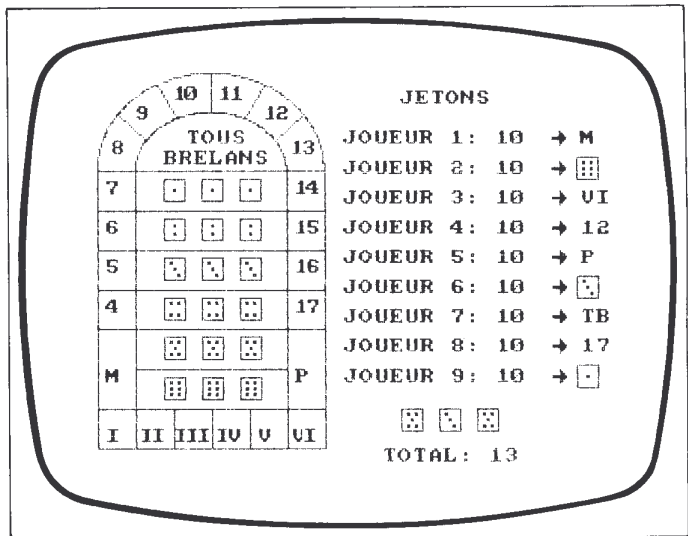 10 11
9 12
8 TOUS 13
BRELANS
7 14
6 15
5 16
4 17
M P
I II III IV V VI
JETONS
JOUEUR 1: 10 → M
JOUEUR 2: 10 →
JOUEUR 3: 10 → VI
JOUEUR 4: 10 → 12
JOUEUR 5: 10 → P
JOUEUR 6: 10 →
JOUEUR 7: 10 → TB
JOUEUR 8: 10 → 17
JOUEUR 9: 10 →
TOTAL: 13